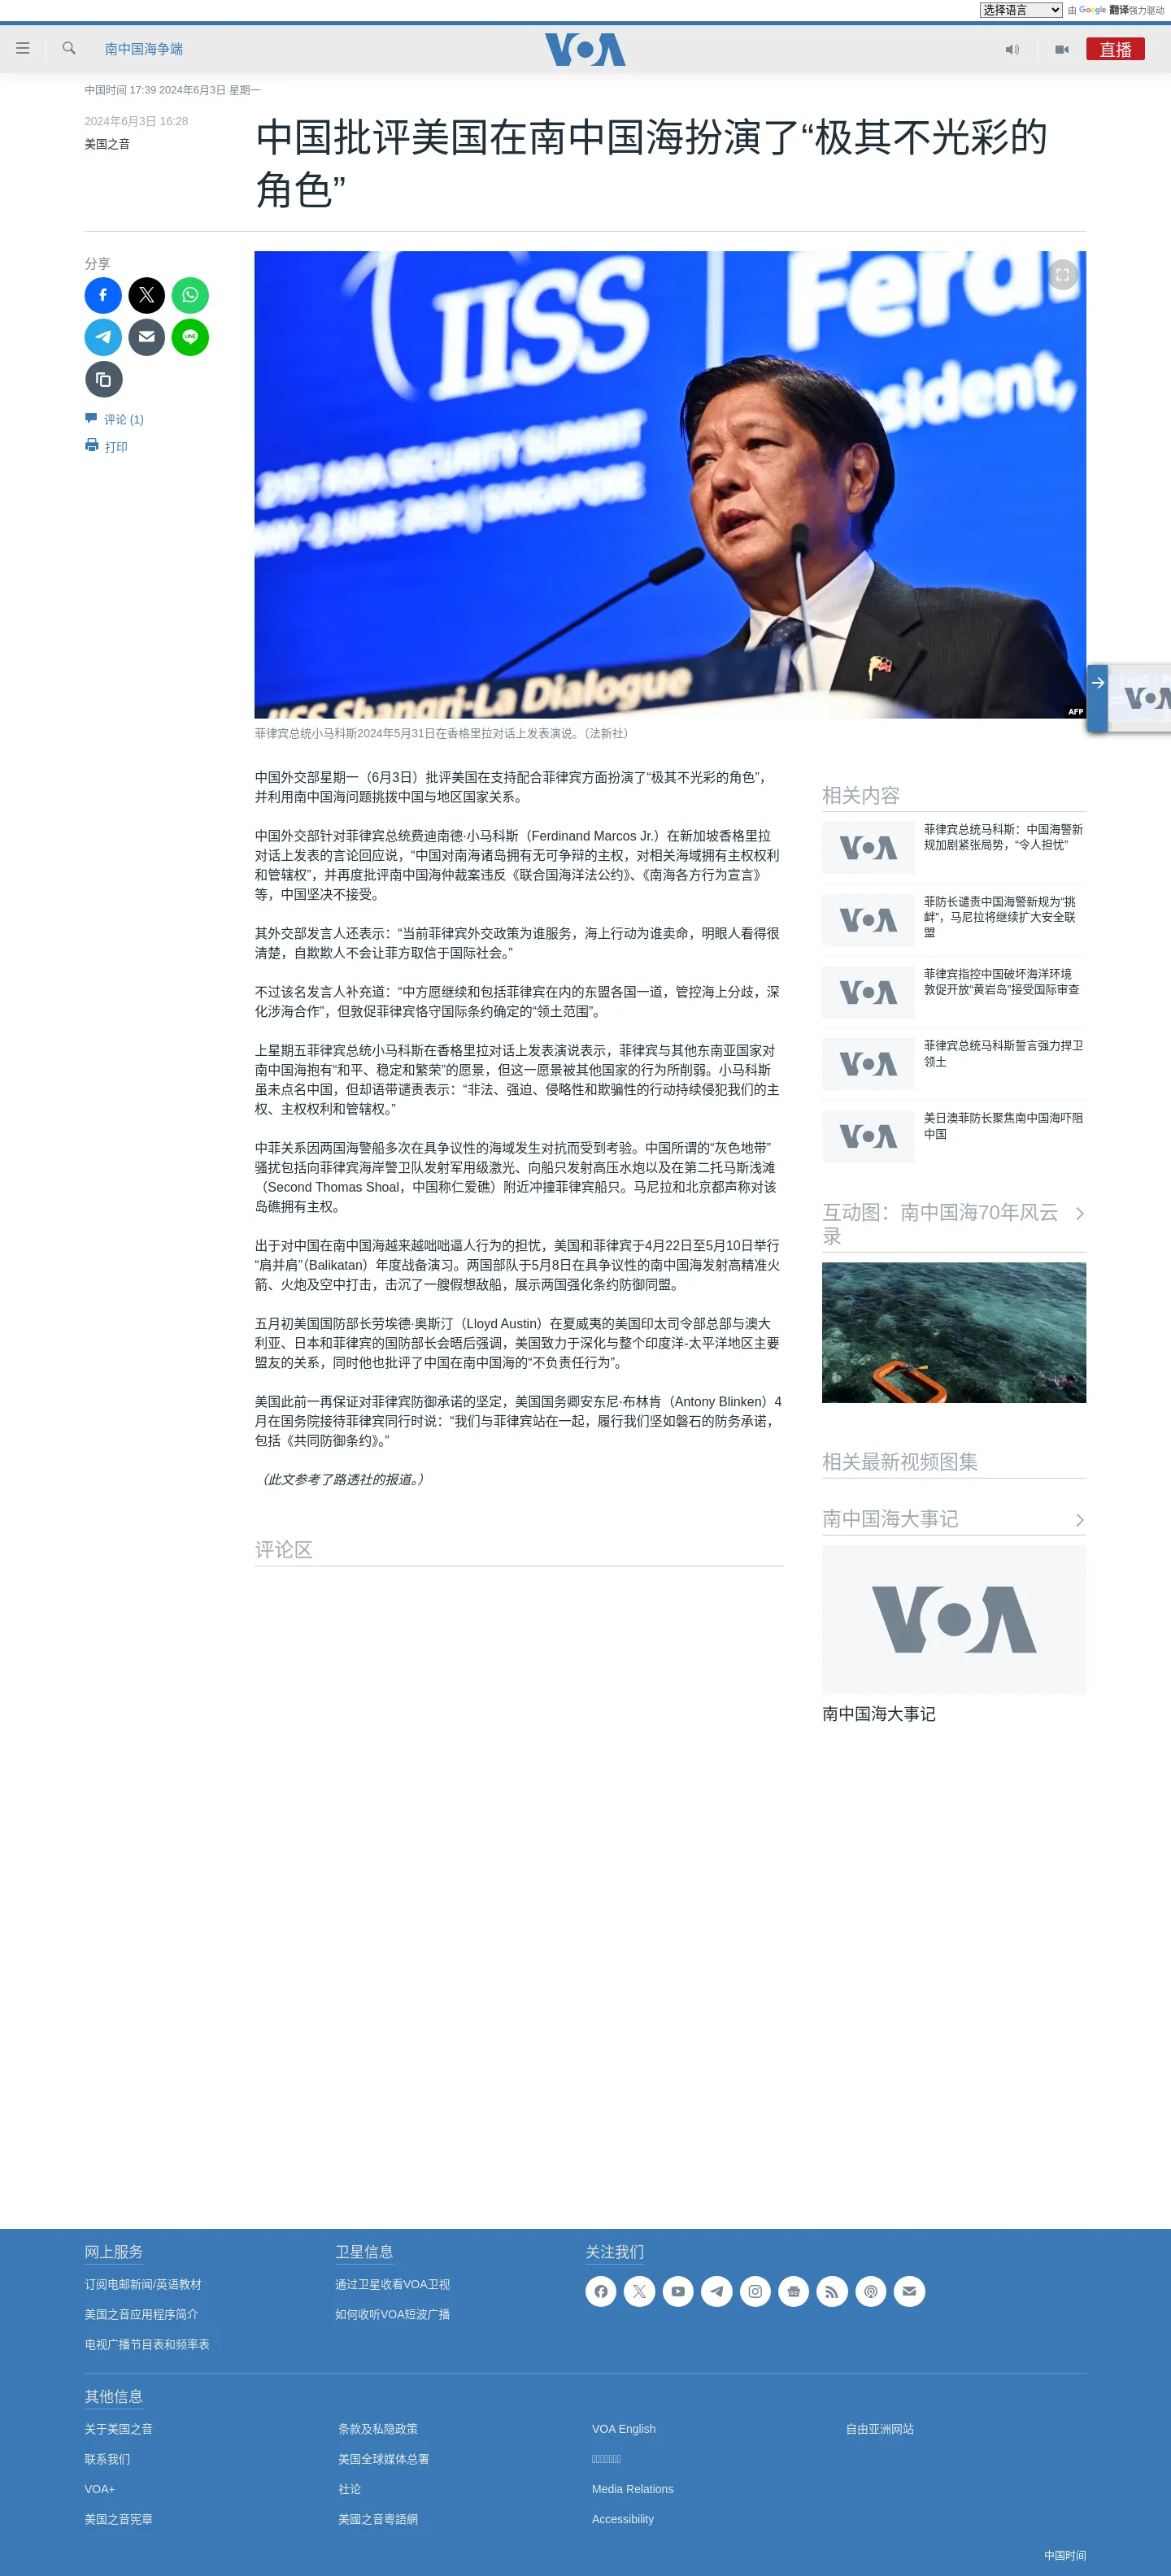 选择语言
由 Google 翻译强力驱动
南中国海争端
VOA
直播
中国时间 17:39 2024年6月3日 星期一
2024年6月3日 16:28
美国之音
中国批评美国在南中国海扮演了“极其不光彩的
角色”
分享
LINE
评论 (1)
打印
IISS
Ferdi
President,
21ST ASIA SECURITY SUMMIT
MAY-2 JUNE 2024
IISS Shangri-La Dialogue
AFP
菲律宾总统小马科斯2024年5月31日在香格里拉对话上发表演说。（法新社）
中国外交部星期一（6月3日）批评美国在支持配合菲律宾方面扮演了“极其不光彩的角色”，
并利用南中国海问题挑拨中国与地区国家关系。
中国外交部针对菲律宾总统费迪南德·小马科斯（Ferdinand Marcos Jr.）在新加坡香格里拉
对话上发表的言论回应说，“中国对南海诸岛拥有无可争辩的主权，对相关海域拥有主权权利
和管辖权”，并再度批评南中国海仲裁案违反《联合国海洋法公约》、《南海各方行为宣言》
等，中国坚决不接受。
其外交部发言人还表示：“当前菲律宾外交政策为谁服务，海上行动为谁卖命，明眼人看得很
清楚，自欺欺人不会让菲方取信于国际社会。”
不过该名发言人补充道：“中方愿继续和包括菲律宾在内的东盟各国一道，管控海上分歧，深
化涉海合作”，但敦促菲律宾恪守国际条约确定的“领土范围”。
上星期五菲律宾总统小马科斯在香格里拉对话上发表演说表示，菲律宾与其他东南亚国家对
南中国海抱有“和平、稳定和繁荣”的愿景，但这一愿景被其他国家的行为所削弱。小马科斯
虽未点名中国，但却语带谴责表示：“非法、强迫、侵略性和欺骗性的行动持续侵犯我们的主
权、主权权利和管辖权。”
中菲关系因两国海警船多次在具争议性的海域发生对抗而受到考验。中国所谓的“灰色地带”
骚扰包括向菲律宾海岸警卫队发射军用级激光、向船只发射高压水炮以及在第二托马斯浅滩
（Second Thomas Shoal，中国称仁爱礁）附近冲撞菲律宾船只。马尼拉和北京都声称对该
岛礁拥有主权。
出于对中国在南中国海越来越咄咄逼人行为的担忧，美国和菲律宾于4月22日至5月10日举行
“肩并肩”（Balikatan）年度战备演习。两国部队于5月8日在具争议性的南中国海发射高精准火
箭、火炮及空中打击，击沉了一艘假想敌船，展示两国强化条约防御同盟。
五月初美国国防部长劳埃德·奥斯汀（Lloyd Austin）在夏威夷的美国印太司令部总部与澳大
利亚、日本和菲律宾的国防部长会晤后强调，美国致力于深化与整个印度洋-太平洋地区主要
盟友的关系，同时他也批评了中国在南中国海的“不负责任行为”。
美国此前一再保证对菲律宾防御承诺的坚定，美国国务卿安东尼·布林肯（Antony Blinken）4
月在国务院接待菲律宾同行时说：“我们与菲律宾站在一起，履行我们坚如磐石的防务承诺，
包括《共同防御条约》。”
（此文参考了路透社的报道。）
评论区
相关内容
VOA
菲律宾总统马科斯：中国海警新
规加剧紧张局势，“令人担忧”
VOA
菲防长谴责中国海警新规为“挑
衅”，马尼拉将继续扩大安全联
盟
VOA
菲律宾指控中国破坏海洋环境
敦促开放“黄岩岛”接受国际审查
VOA
菲律宾总统马科斯誓言强力捍卫
领土
VOA
美日澳菲防长聚焦南中国海吓阻
中国
互动图：南中国海70年风云
录
相关最新视频图集
南中国海大事记
VOA
南中国海大事记
网上服务
订阅电邮新闻/英语教材
美国之音应用程序简介
电视广播节目表和频率表
卫星信息
通过卫星收看VOA卫视
如何收听VOA短波广播
关注我们
其他信息
关于美国之音
联系我们
VOA+
美国之音宪章
条款及私隐政策
美国全球媒体总署
社论
美國之音粵語網
VOA English
Media Relations
Accessibility
自由亚洲网站
中国时间